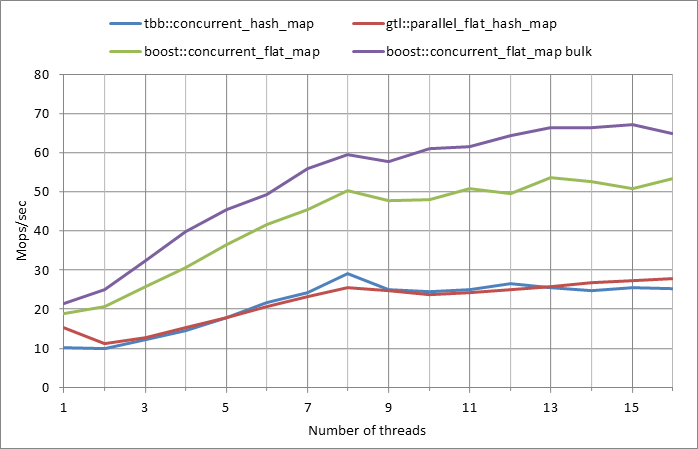 tbb::concurrent_hash_map gtl::parallel_flat_hash_map
boost::concurrent_flat_map boost::concurrent_flat_map bulk
80
70
60
50
40
30
20
10
0
Mops/sec
1 3 5 7 9 11 13 15
Number of threads